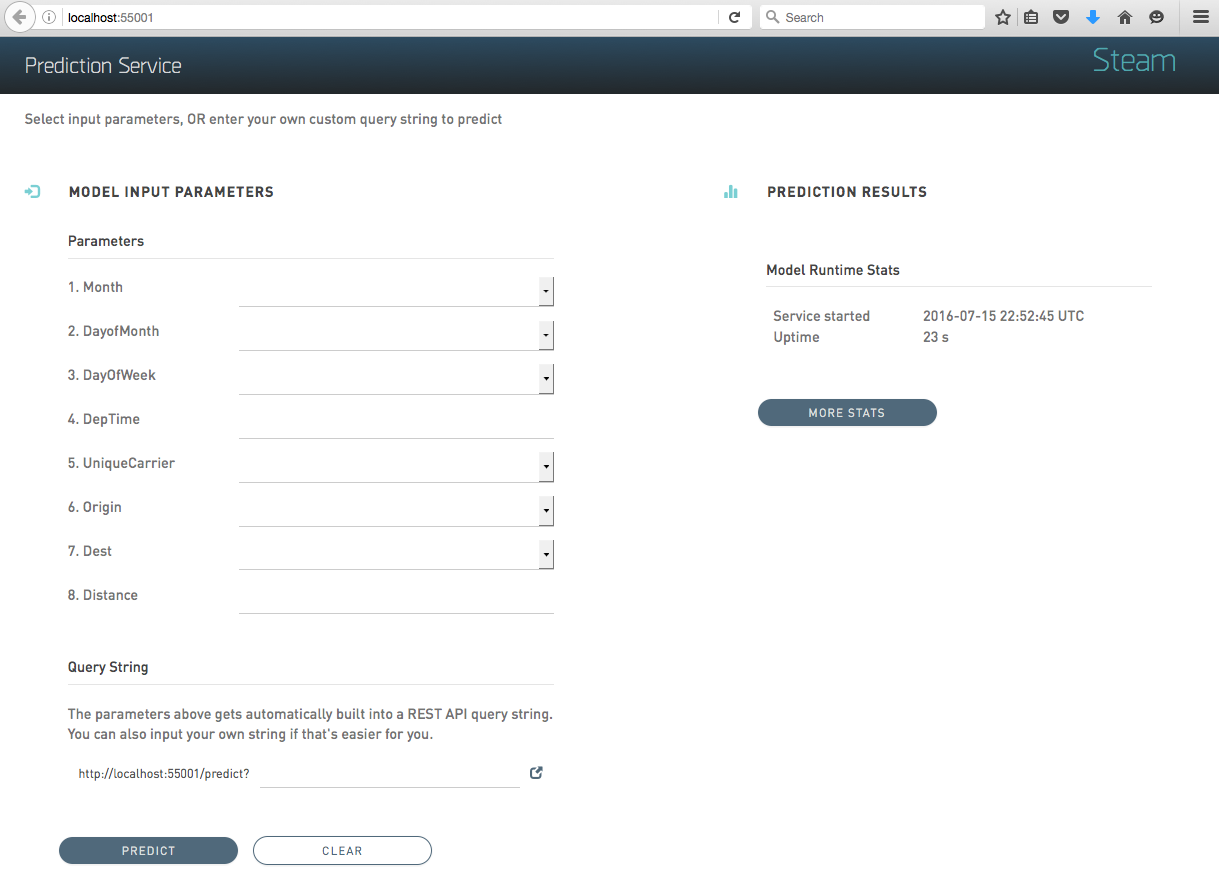 localhost:55001
Search
Prediction Service
Steam
Select input parameters, OR enter your own custom query string to predict
MODEL INPUT PARAMETERS
Parameters
1. Month
2. DayofMonth
3. DayOfWeek
4. DepTime
5. UniqueCarrier
6. Origin
7. Dest
8. Distance
Query String
The parameters above gets automatically built into a REST API query string.
You can also input your own string if that's easier for you.
http://localhost:55001/predict?
PREDICT
CLEAR
PREDICTION RESULTS
Model Runtime Stats
Service started 2016-07-15 22:52:45 UTC
Uptime 23 s
MORE STATS